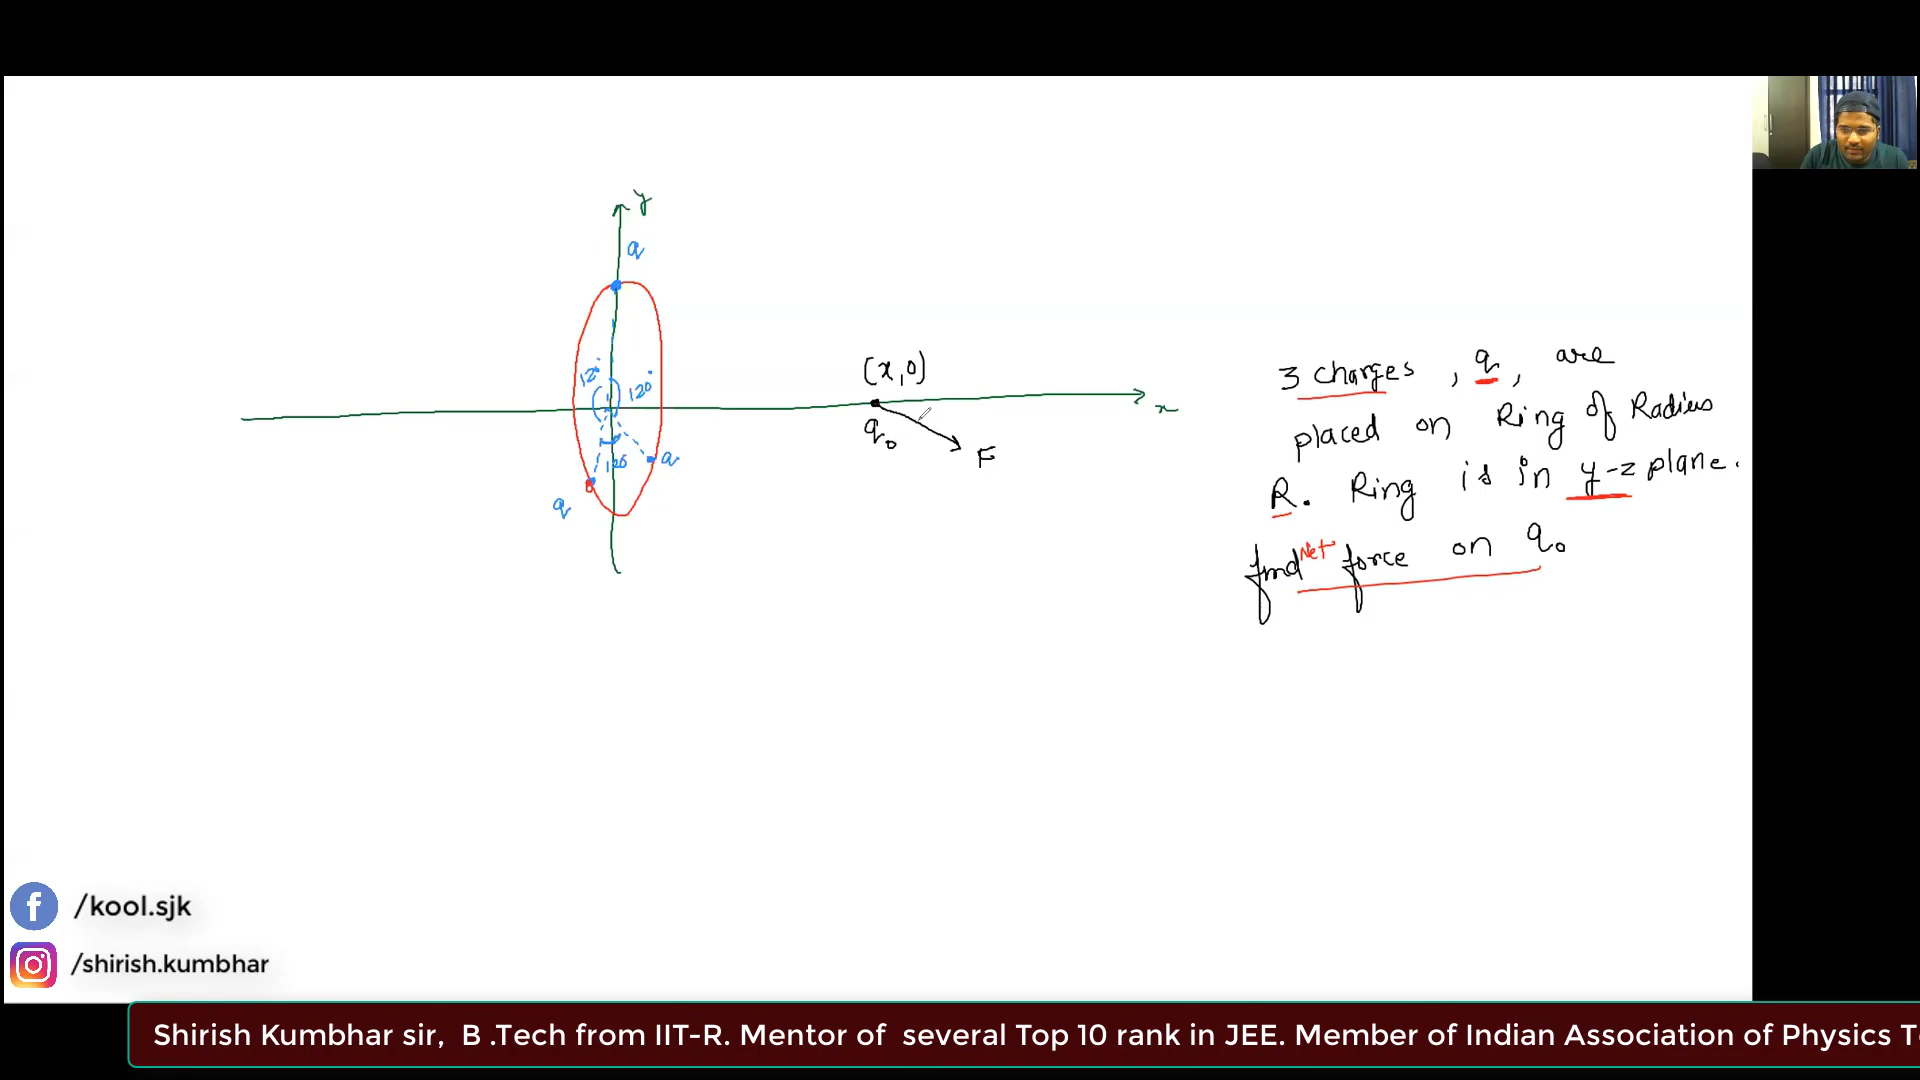 y
q
120°
120°
120
q
q
(x,0)
q₀
F
x
3 charges, q, are
placed on Ring of Radius
R. Ring is in y-z plane.
find Net force on q₀
/kool.sjk
/shirish.kumbhar
Shirish Kumbhar sir, B .Tech from IIT-R. Mentor of several Top 10 rank in JEE. Member of Indian Association of Physics T